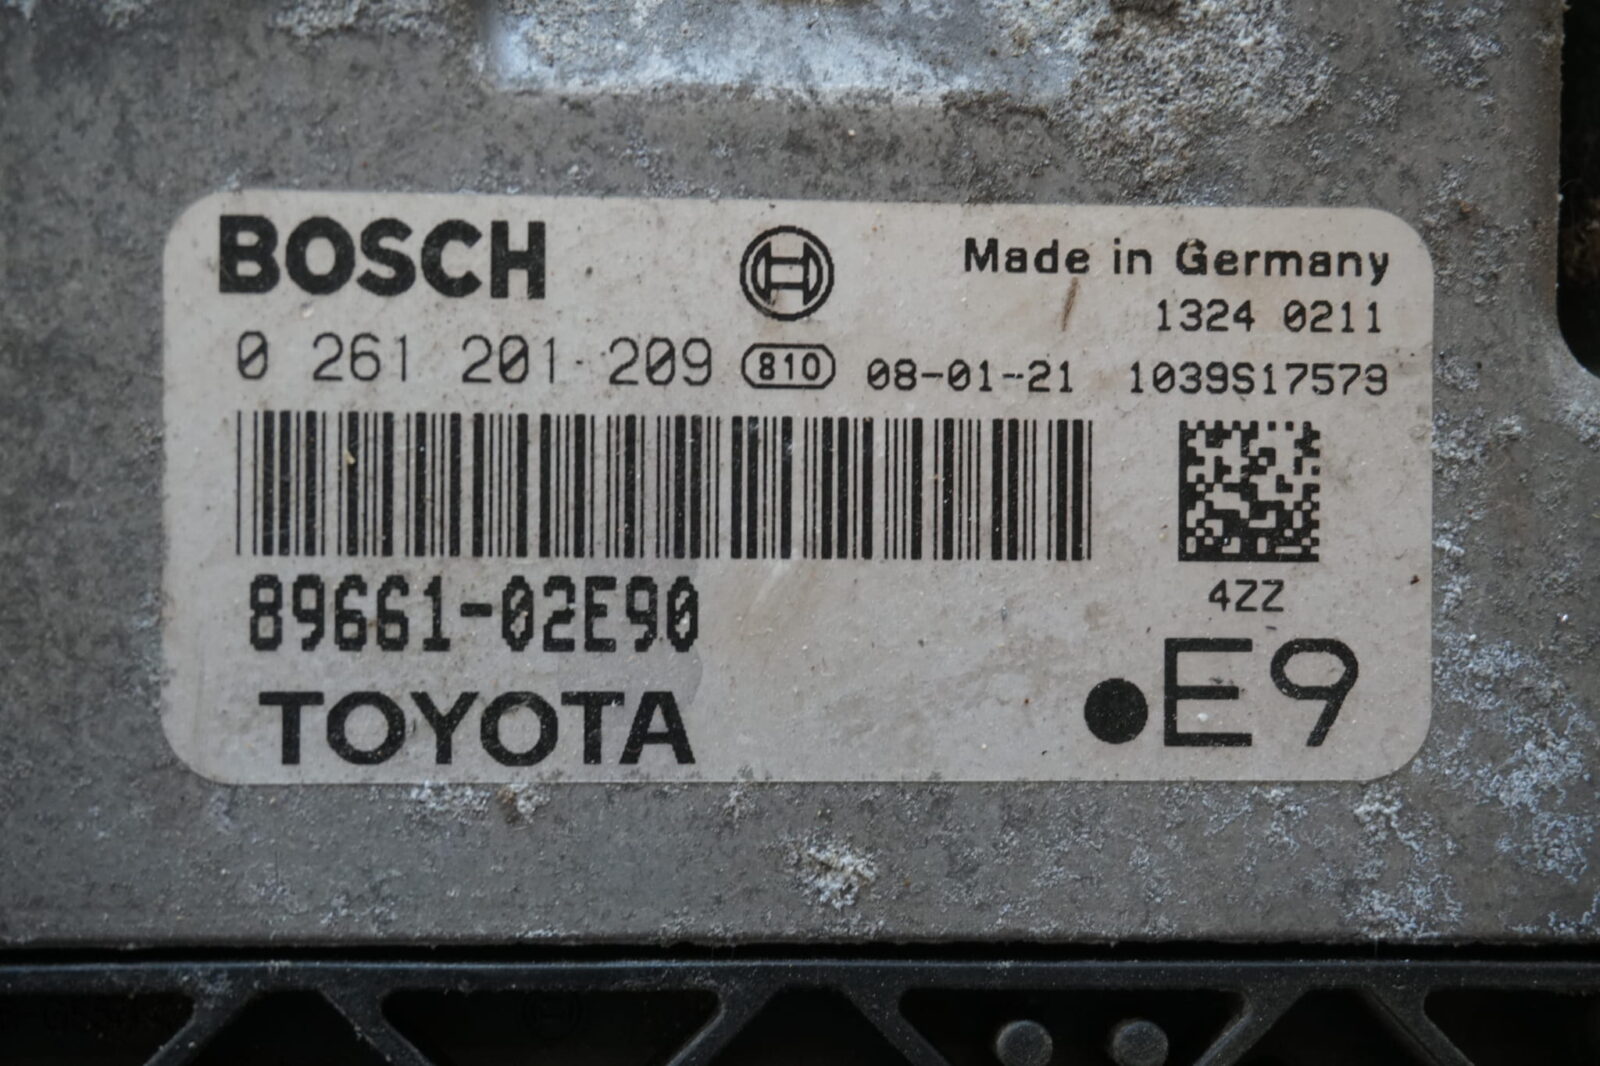 BOSCH
Made in Germany
1324 0211
0 261 201 209 810 08-01-21 1039S17579
89661-02E90
4ZZ
TOYOTA
•E9